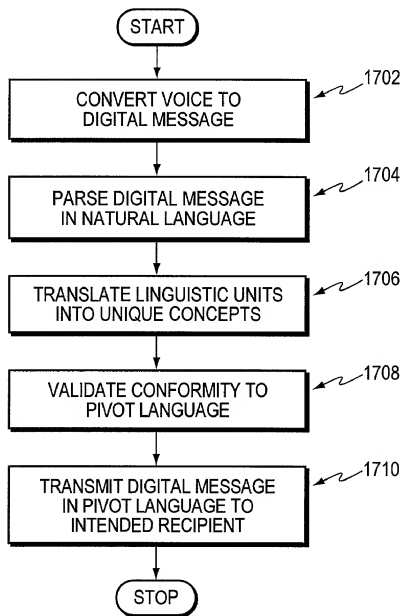 START
CONVERT VOICE TO
DIGITAL MESSAGE
1702
PARSE DIGITAL MESSAGE
IN NATURAL LANGUAGE
1704
TRANSLATE LINGUISTIC UNITS
INTO UNIQUE CONCEPTS
1706
VALIDATE CONFORMITY TO
PIVOT LANGUAGE
1708
TRANSMIT DIGITAL MESSAGE
IN PIVOT LANGUAGE TO
INTENDED RECIPIENT
1710
STOP